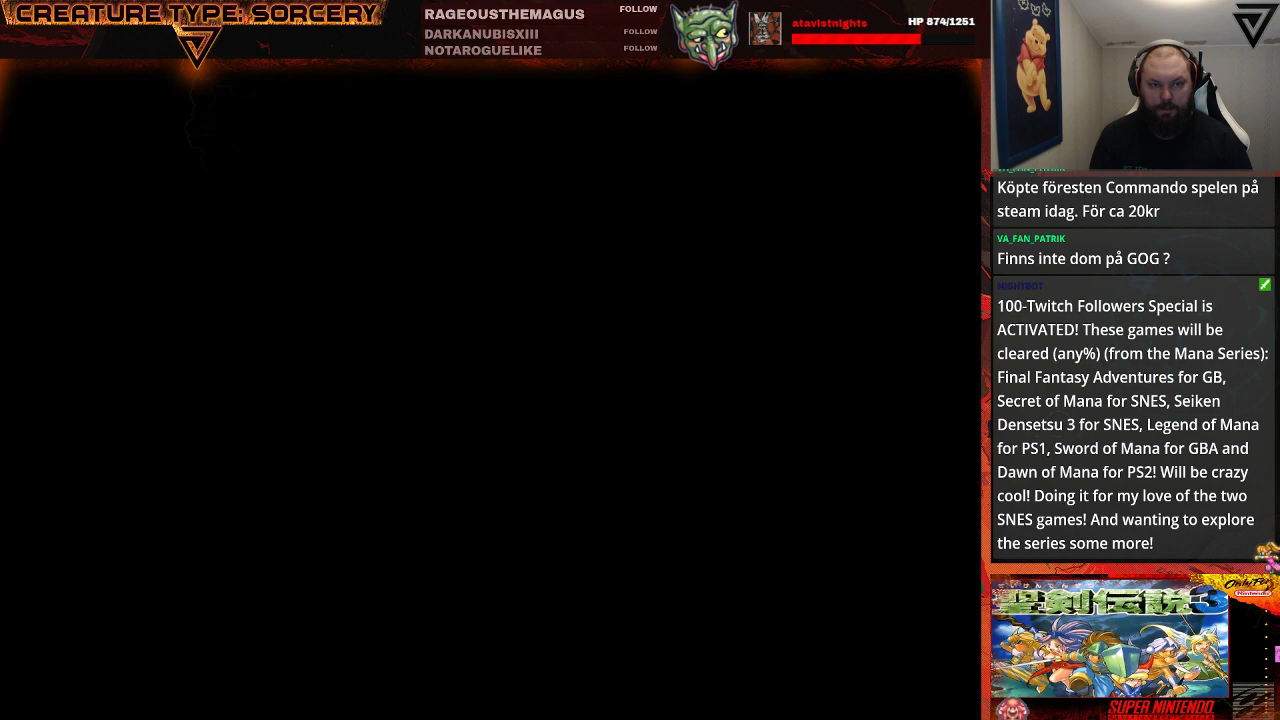 CREATURE TYPE: SORCERY
RAGEOUSTHEMAGUS FOLLOW
DARKANUBISXIII FOLLOW
NOTAROGUELIKE FOLLOW
atavistnights HP 874/1251
Köpte föresten Commando spelen på
steam idag. För ca 20kr
VA_FAN_PATRIK
Finns inte dom på GOG ?
NIGHTBOT
100-Twitch Followers Special is
ACTIVATED! These games will be
cleared (any%) (from the Mana Series):
Final Fantasy Adventures for GB,
Secret of Mana for SNES, Seiken
Densetsu 3 for SNES, Legend of Mana
for PS1, Sword of Mana for GBA and
Dawn of Mana for PS2! Will be crazy
cool! Doing it for my love of the two
SNES games! And wanting to explore
the series some more!
Only For
Nintendo
聖剣伝説3
SUPER NINTENDO